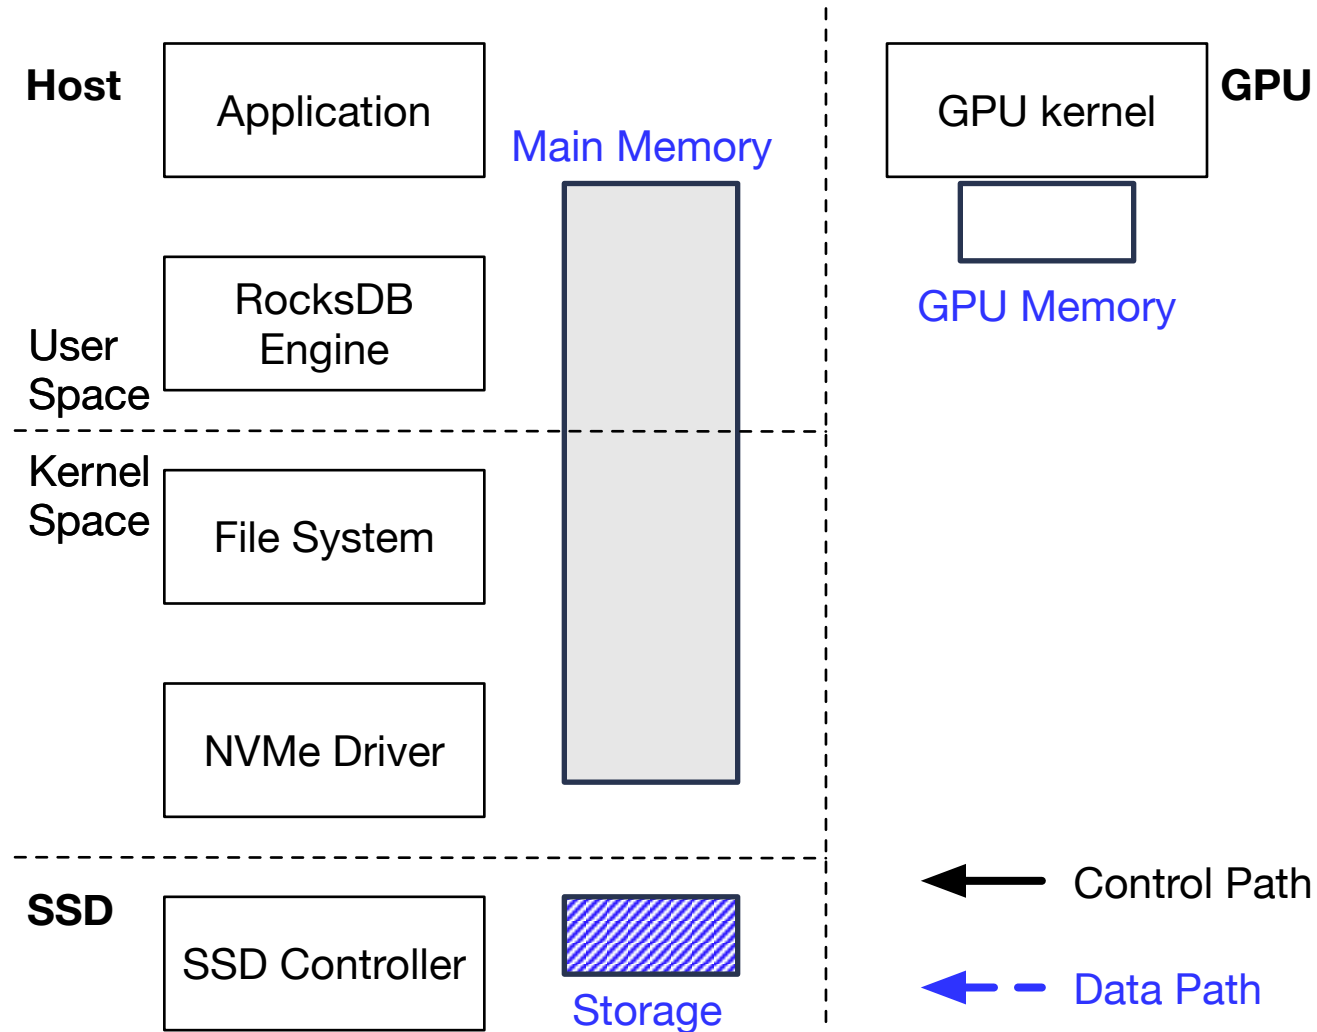 Host
Application
Main Memory
GPU kernel
GPU
GPU Memory
RocksDB
Engine
User
Space
Kernel
Space
File System
NVMe Driver
SSD
SSD Controller
Storage
Control Path
Data Path